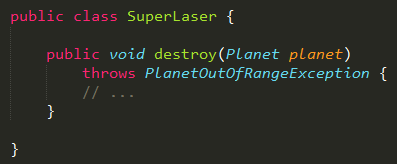 public class SuperLaser {
public void destroy(Planet planet)
throws PlanetOutOfRangeException {
// ...
}
}